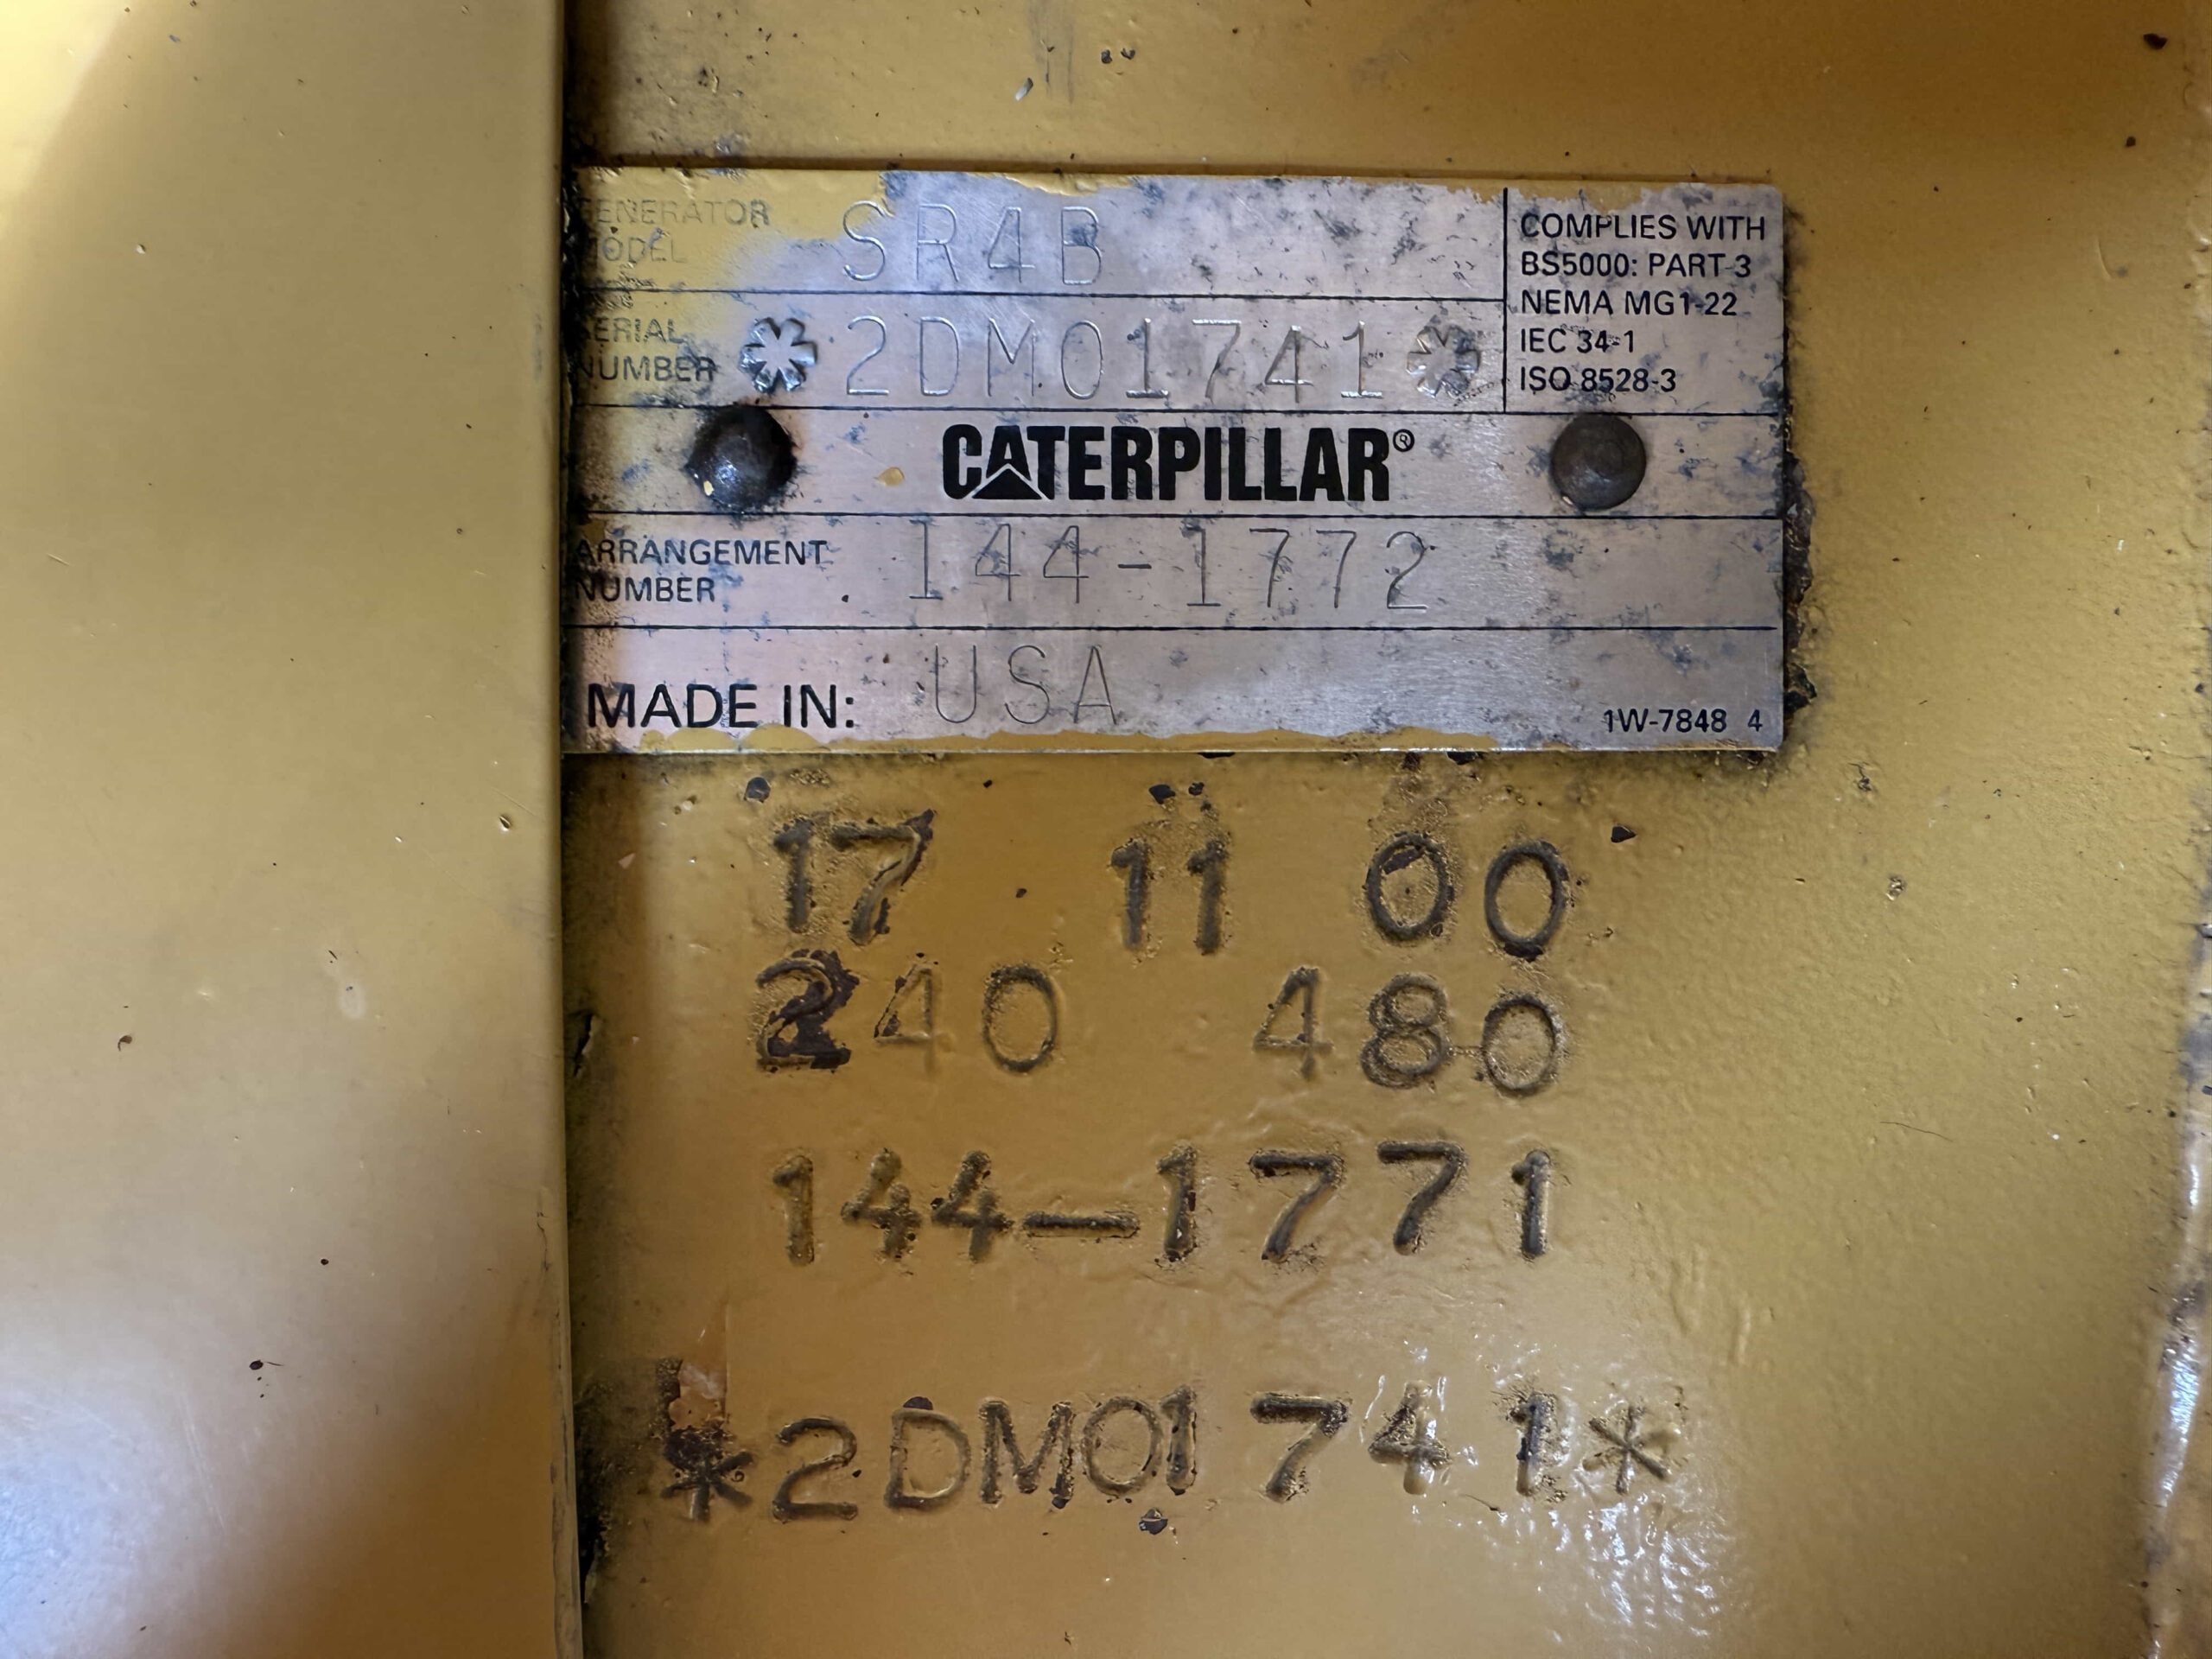 GENERATOR MODEL SR4B
SERIAL NUMBER *2DM01741*
COMPLIES WITH
BS5000: PART 3
NEMA MG1-22
IEC 34-1
ISO 8528-3
CATERPILLAR®
ARRANGEMENT NUMBER 144-1772
MADE IN: USA
1W-7848 4
17 11 00
240 480
144-1771
*2DM01741*